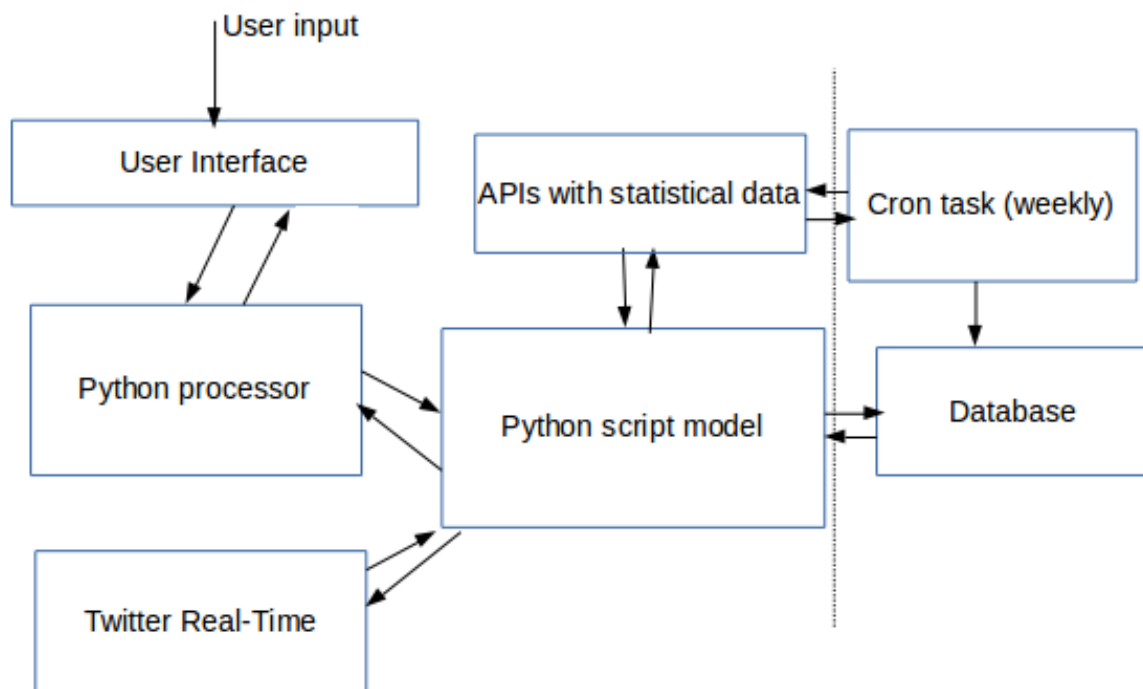 User input
User Interface
APIs with statistical data
Cron task (weekly)
Python processor
Python script model
Database
Twitter Real-Time